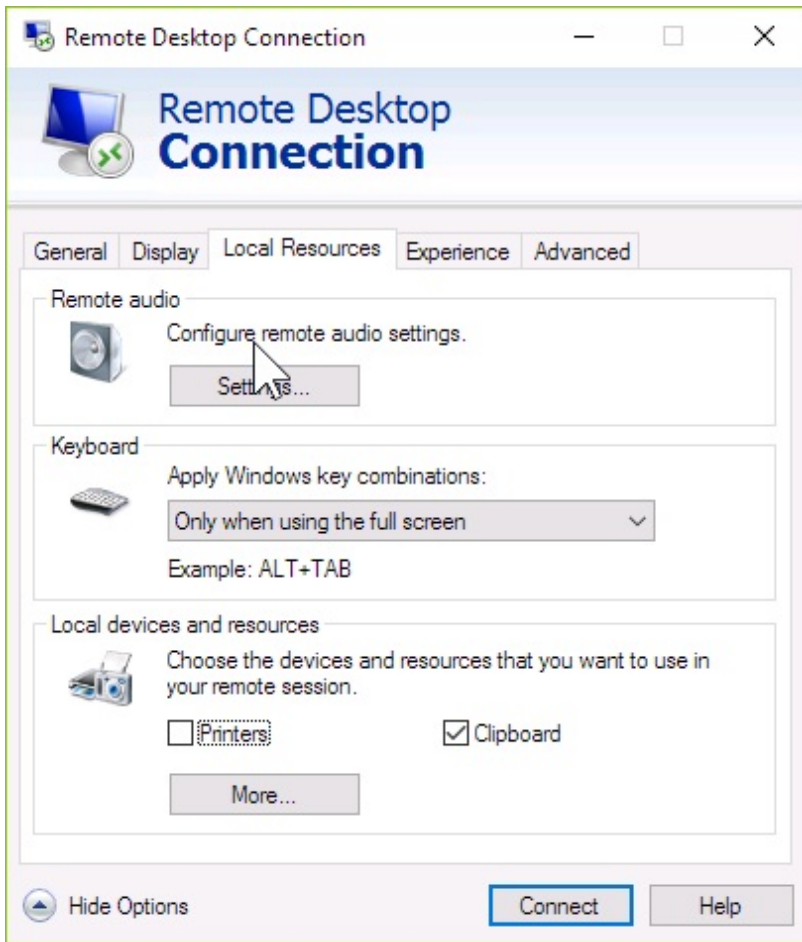 Remote Desktop Connection
Remote Desktop
Connection
General Display Local Resources Experience Advanced
Remote audio
Configure remote audio settings.
Settings...
Keyboard
Apply Windows key combinations:
Only when using the full screen
Example: ALT+TAB
Local devices and resources
Choose the devices and resources that you want to use in
your remote session.
Printers Clipboard
More...
Hide Options Connect Help